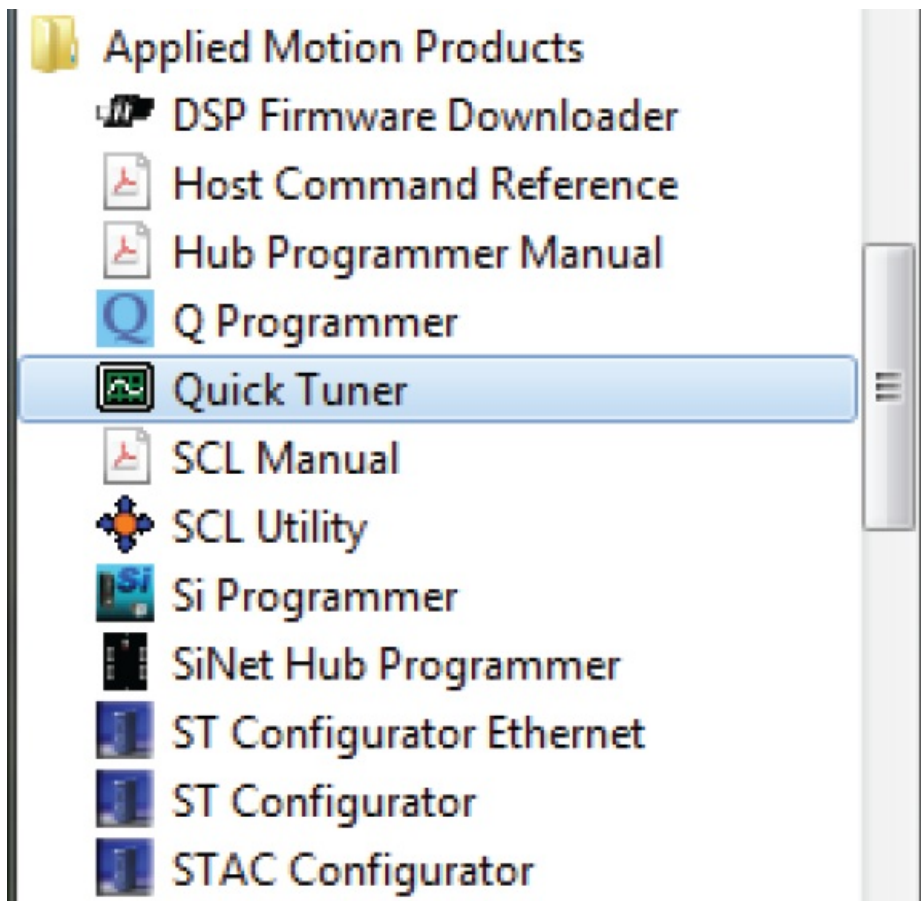 Applied Motion Products
DSP Firmware Downloader
Host Command Reference
Hub Programmer Manual
Q Programmer
Quick Tuner
SCL Manual
SCL Utility
Si Programmer
SiNet Hub Programmer
ST Configurator Ethernet
ST Configurator
STAC Configurator